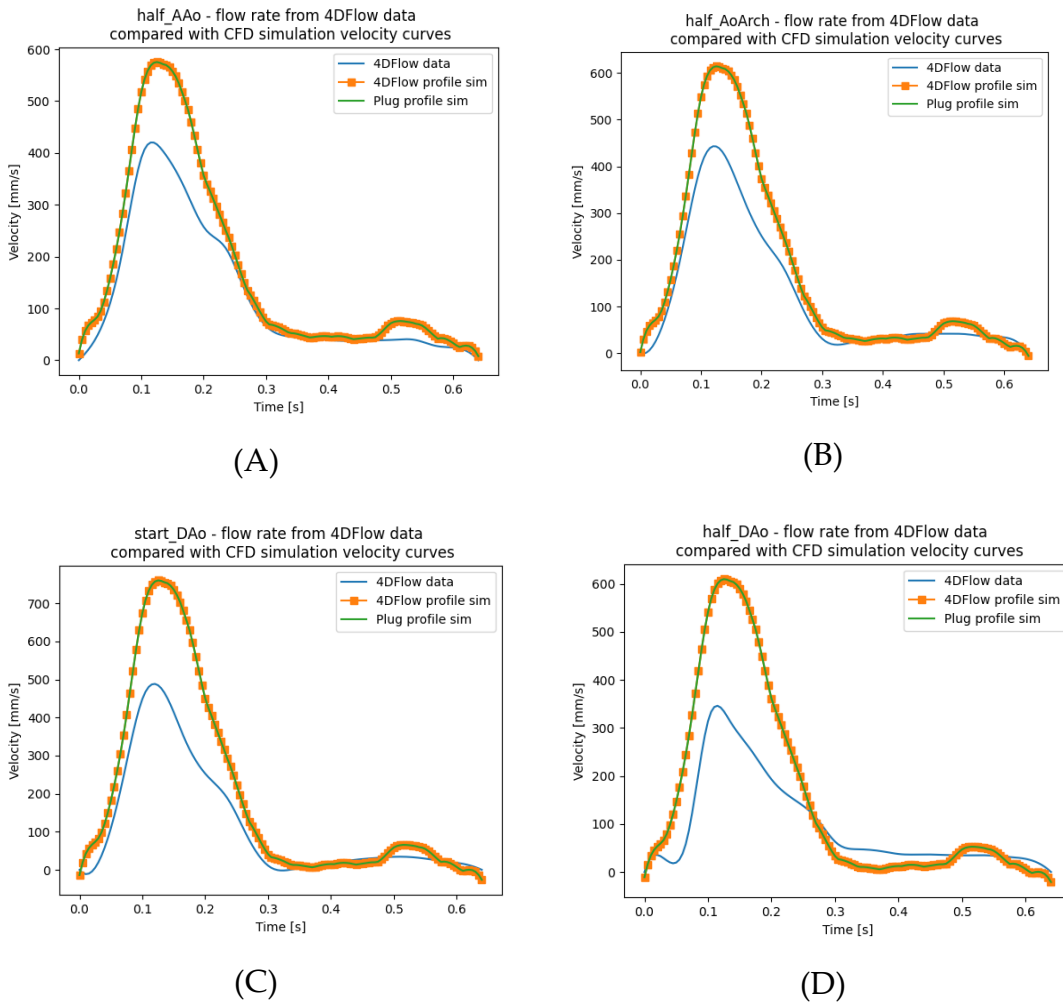 half_AAo - flow rate from 4DFlow data
compared with CFD simulation velocity curves
600
500
400
300
200
100
0
Velocity [mm/s]
4DFlow data
4DFlow profile sim
Plug profile sim
0.0 0.1 0.2 0.3 0.4 0.5 0.6
Time [s]
(A)
half_AoArch - flow rate from 4DFlow data
compared with CFD simulation velocity curves
600
500
400
300
200
100
0
Velocity [mm/s]
4DFlow data
4DFlow profile sim
Plug profile sim
0.0 0.1 0.2 0.3 0.4 0.5 0.6
Time [s]
(B)
start_DAo - flow rate from 4DFlow data
compared with CFD simulation velocity curves
700
600
500
400
300
200
100
0
Velocity [mm/s]
4DFlow data
4DFlow profile sim
Plug profile sim
0.0 0.1 0.2 0.3 0.4 0.5 0.6
Time [s]
(C)
half_DAo - flow rate from 4DFlow data
compared with CFD simulation velocity curves
600
500
400
300
200
100
0
Velocity [mm/s]
4DFlow data
4DFlow profile sim
Plug profile sim
0.0 0.1 0.2 0.3 0.4 0.5 0.6
Time [s]
(D)